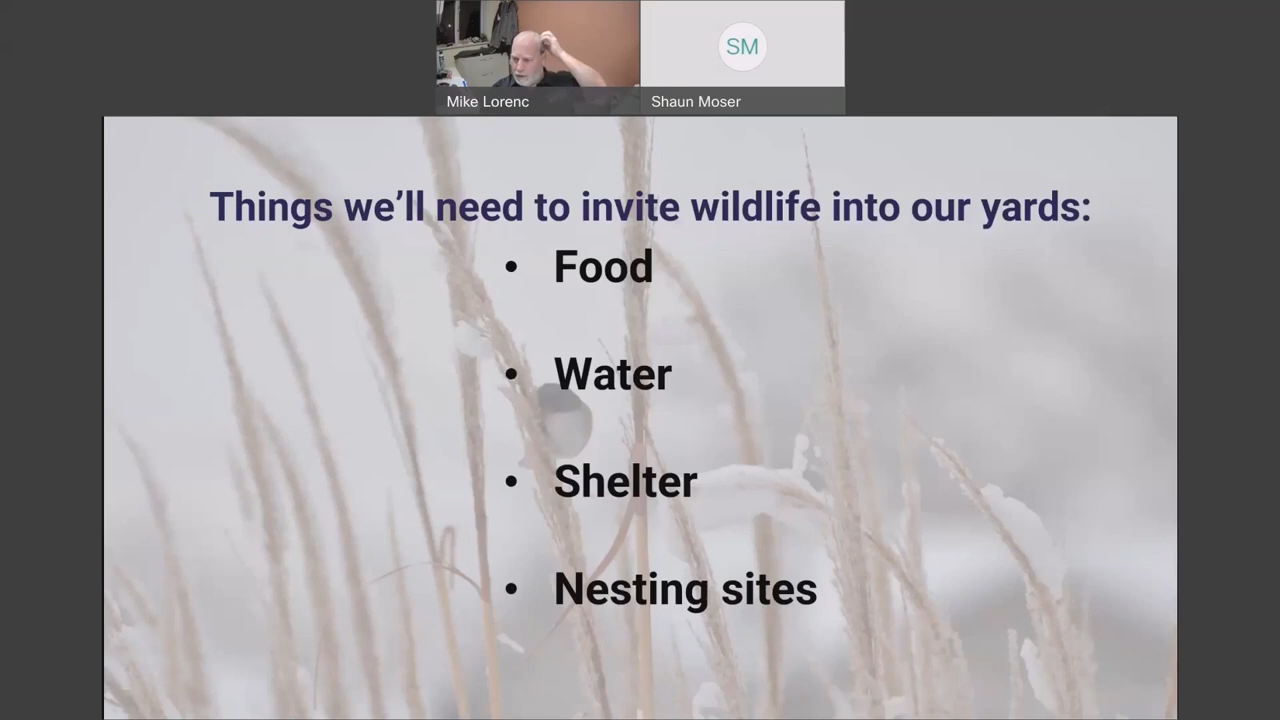 SM
Mike Lorenc
Shaun Moser
Things we’ll need to invite wildlife into our yards:
• Food
• Water
• Shelter
• Nesting sites